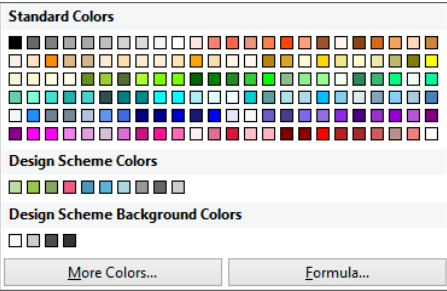 Standard Colors
Design Scheme Colors
Design Scheme Background Colors
More Colors...
Formula...